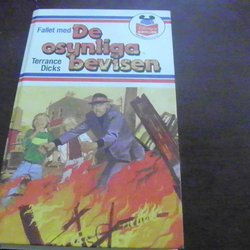 Fallet med
De
osynliga
bevisen
Terrance
Dicks